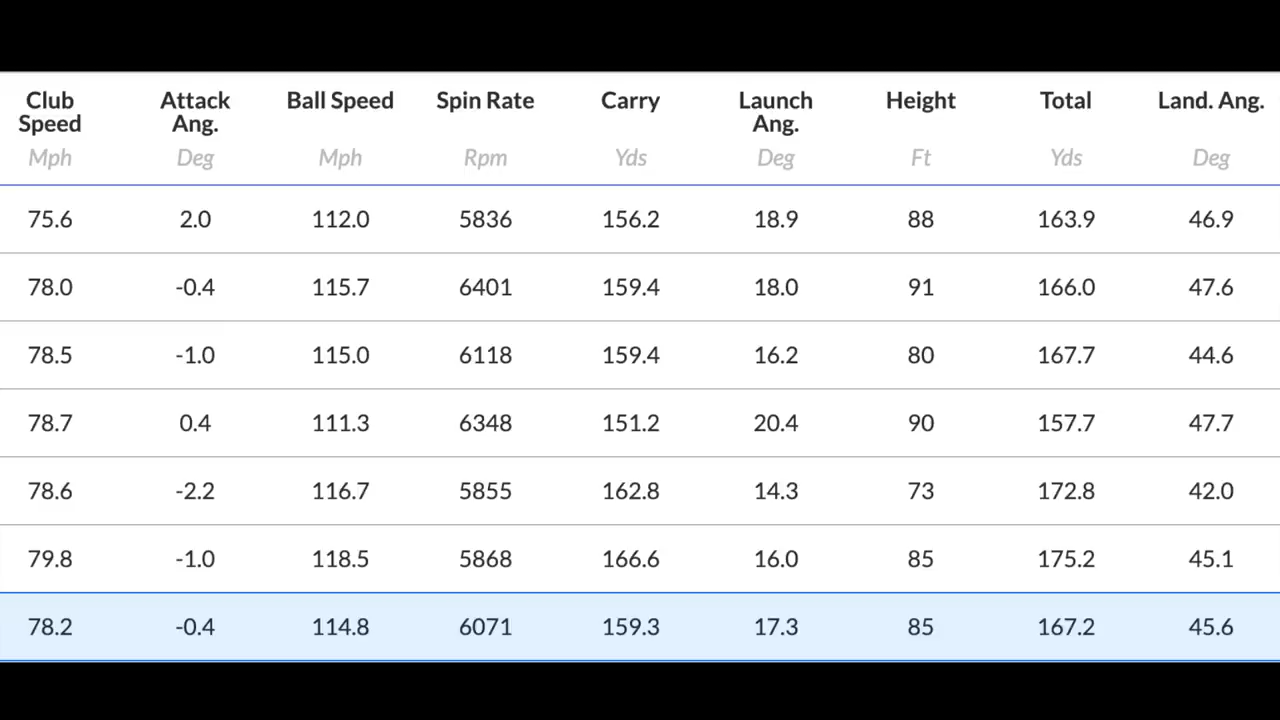 Club Speed Attack Ang. Ball Speed Spin Rate Carry Launch Ang. Height Total Land. Ang.
Mph Deg Mph Rpm Yds Deg Ft Yds Deg
75.6 2.0 112.0 5836 156.2 18.9 88 163.9 46.9
78.0 -0.4 115.7 6401 159.4 18.0 91 166.0 47.6
78.5 -1.0 115.0 6118 159.4 16.2 80 167.7 44.6
78.7 0.4 111.3 6348 151.2 20.4 90 157.7 47.7
78.6 -2.2 116.7 5855 162.8 14.3 73 172.8 42.0
79.8 -1.0 118.5 5868 166.6 16.0 85 175.2 45.1
78.2 -0.4 114.8 6071 159.3 17.3 85 167.2 45.6